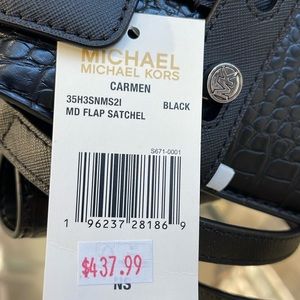 MICHAEL
MICHAEL KORS
CARMEN
35H3SNMS2I BLACK
MD FLAP SATCHEL
S671-0001
1 96237 28186 9
$437.99
NS